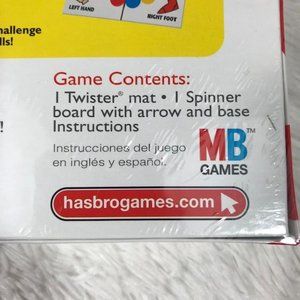 LEFT HAND
RIGHT FOOT
hallenge
lls!
Game Contents:
1 Twister® mat • 1 Spinner
board with arrow and base
Instructions
!
Instrucciones del juego
en inglés y español.
MB™
GAMES
hasbrogames.com